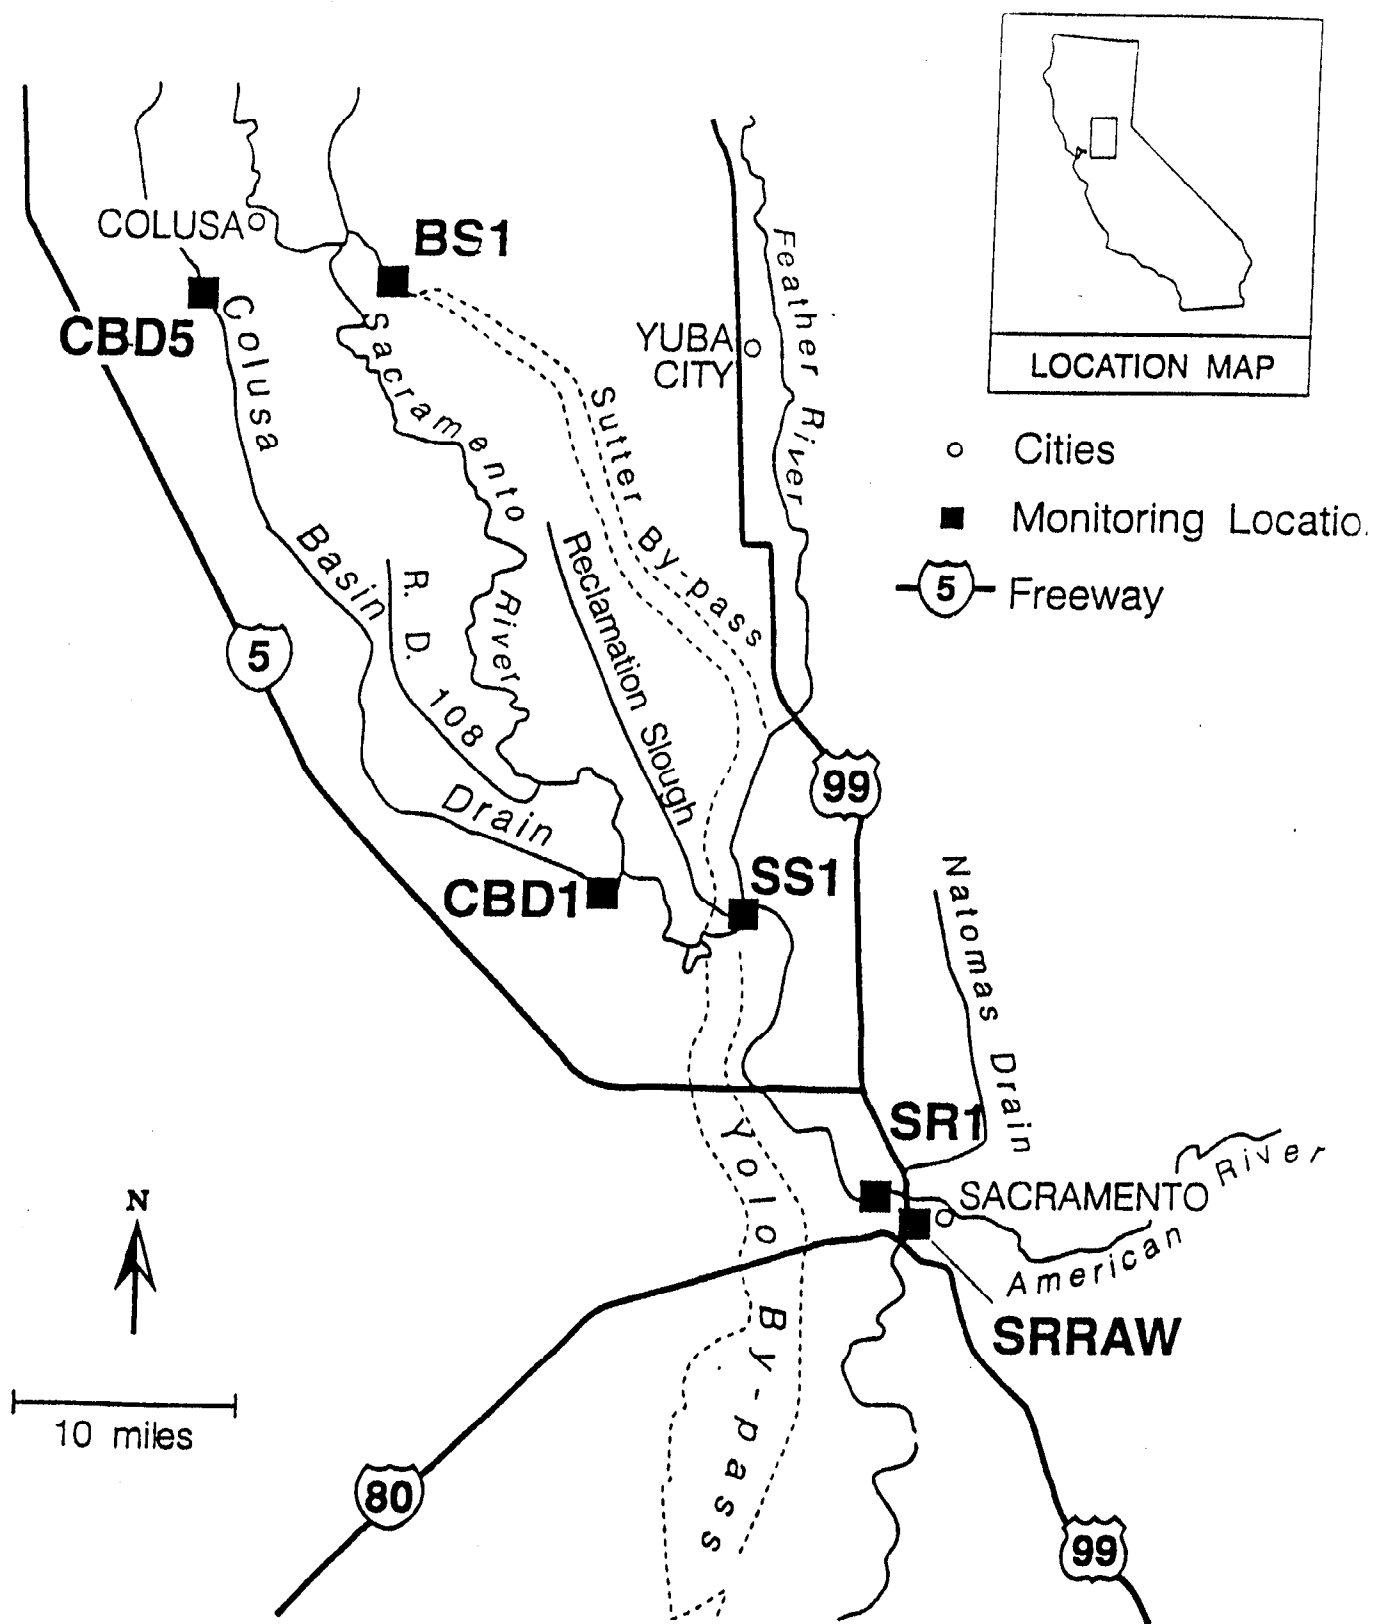 COLUSA
BS1
CBD5
Colusa
Basin
Drain
Sacramento
River
Feather River
YUBA
CITY
Sutter By-pass
LOCATION MAP
Cities
Monitoring Locatio
5 Freeway
R. D. 108
Reclamation Slough
5
99
CBD1
SS1
Natomas Drain
SR1
SACRAMENTO
American River
SRRAW
Yolo By-pass
N
10 miles
80
99